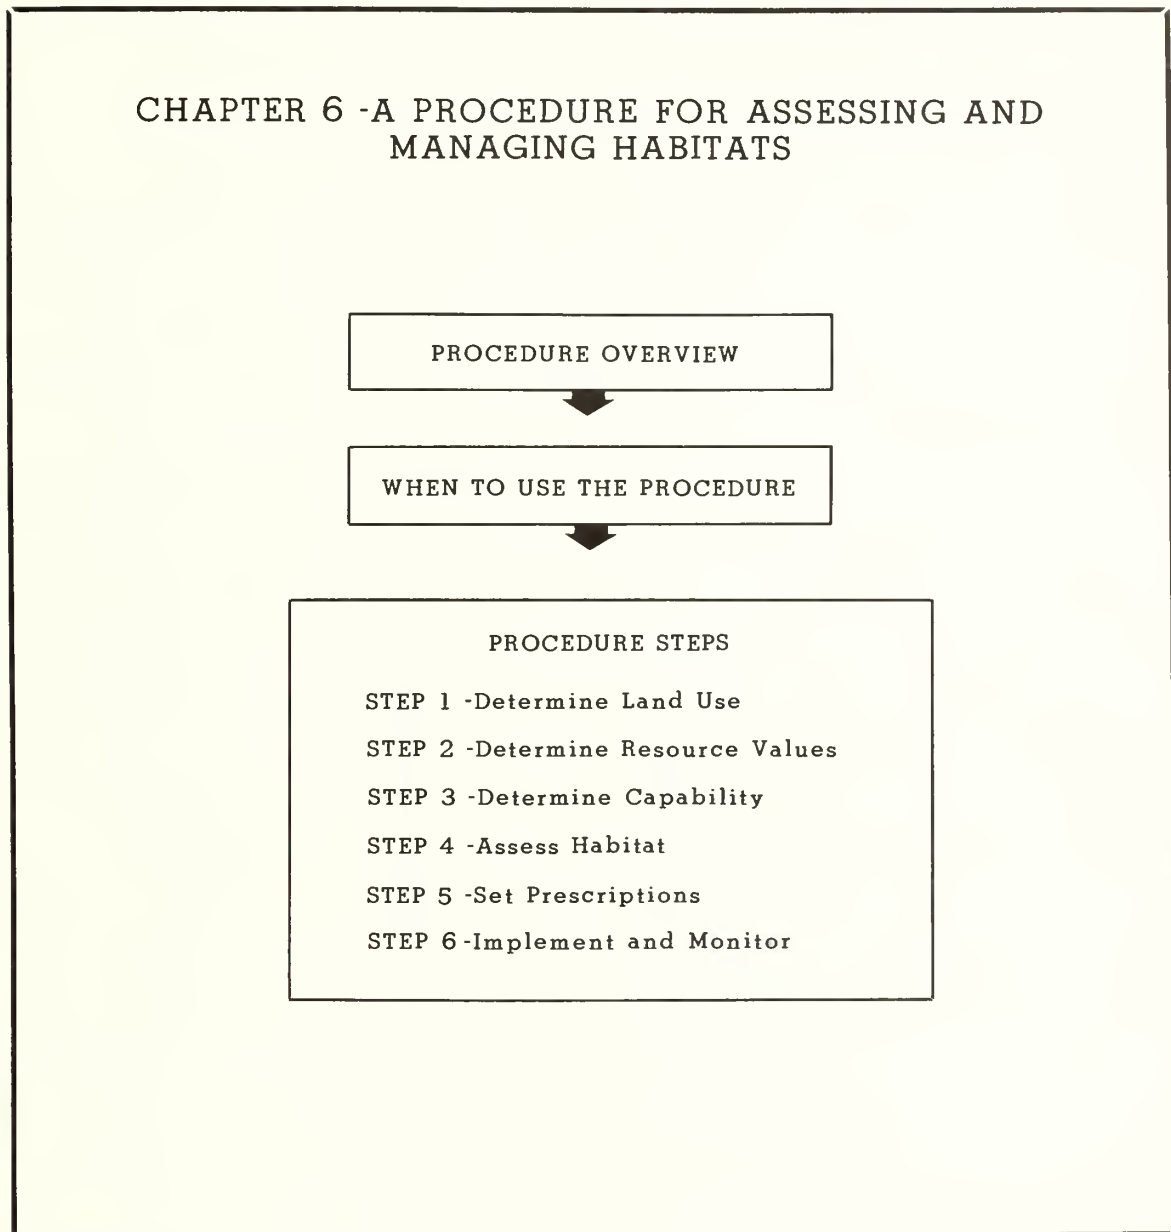 CHAPTER 6 -A PROCEDURE FOR ASSESSING AND
MANAGING HABITATS
PROCEDURE OVERVIEW
WHEN TO USE THE PROCEDURE
PROCEDURE STEPS
STEP 1 -Determine Land Use
STEP 2 -Determine Resource Values
STEP 3 -Determine Capability
STEP 4 -Assess Habitat
STEP 5 -Set Prescriptions
STEP 6 -Implement and Monitor